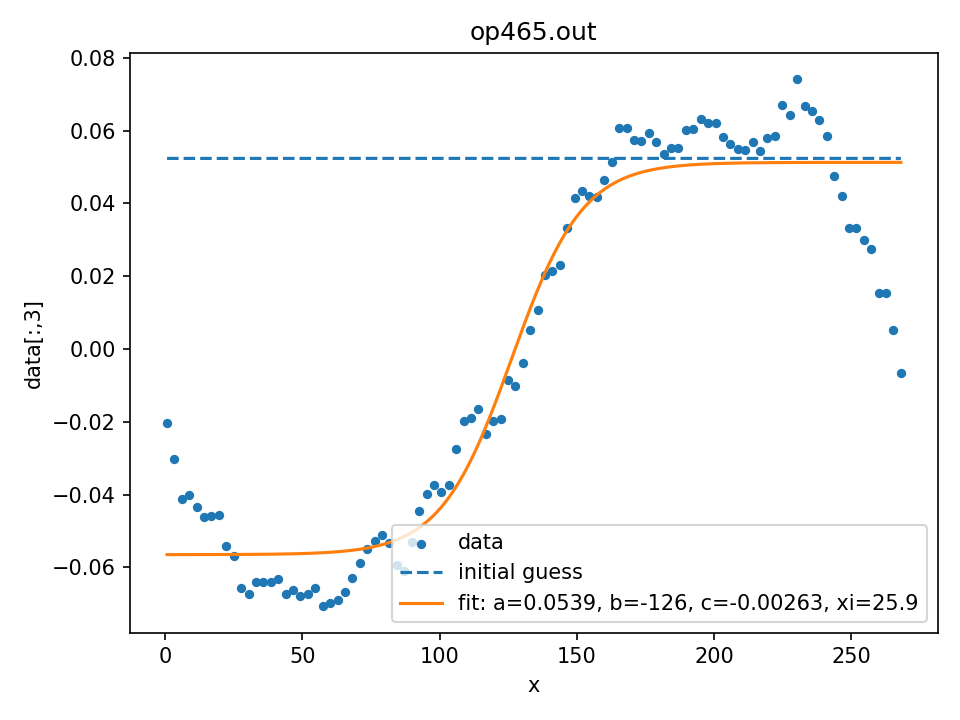 op465.out
0.08
0.06
0.04
0.02
0.00
−0.02
−0.04
−0.06
data[:,3]
data
initial guess
fit: a=0.0539, b=-126, c=-0.00263, xi=25.9
0 50 100 150 200 250
x